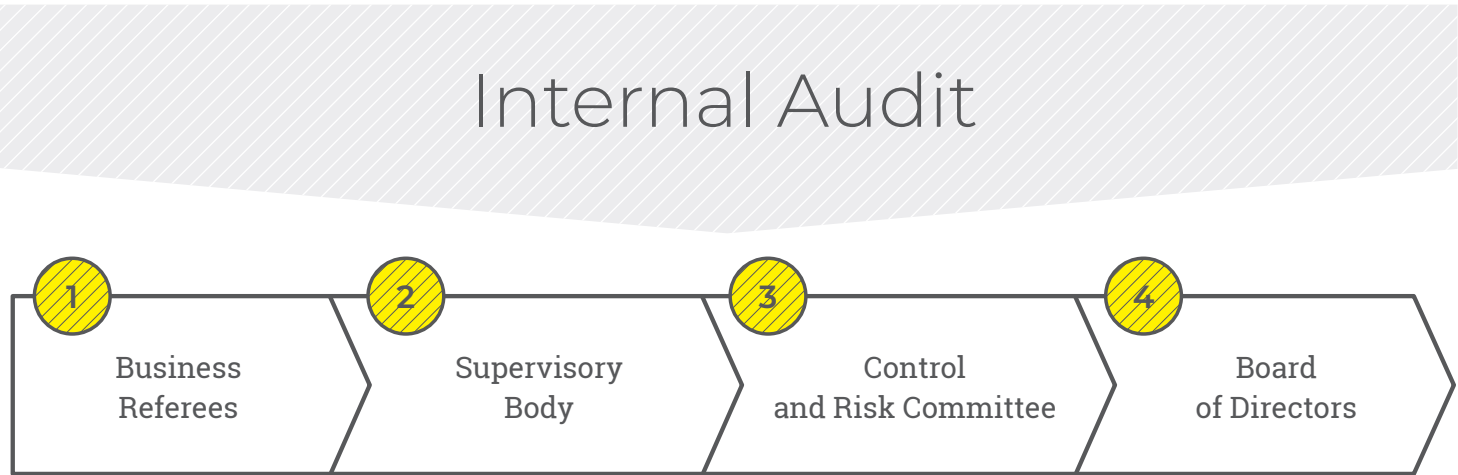 Internal Audit
1
Business
Referees
2
Supervisory
Body
3
Control
and Risk Committee
4
Board
of Directors